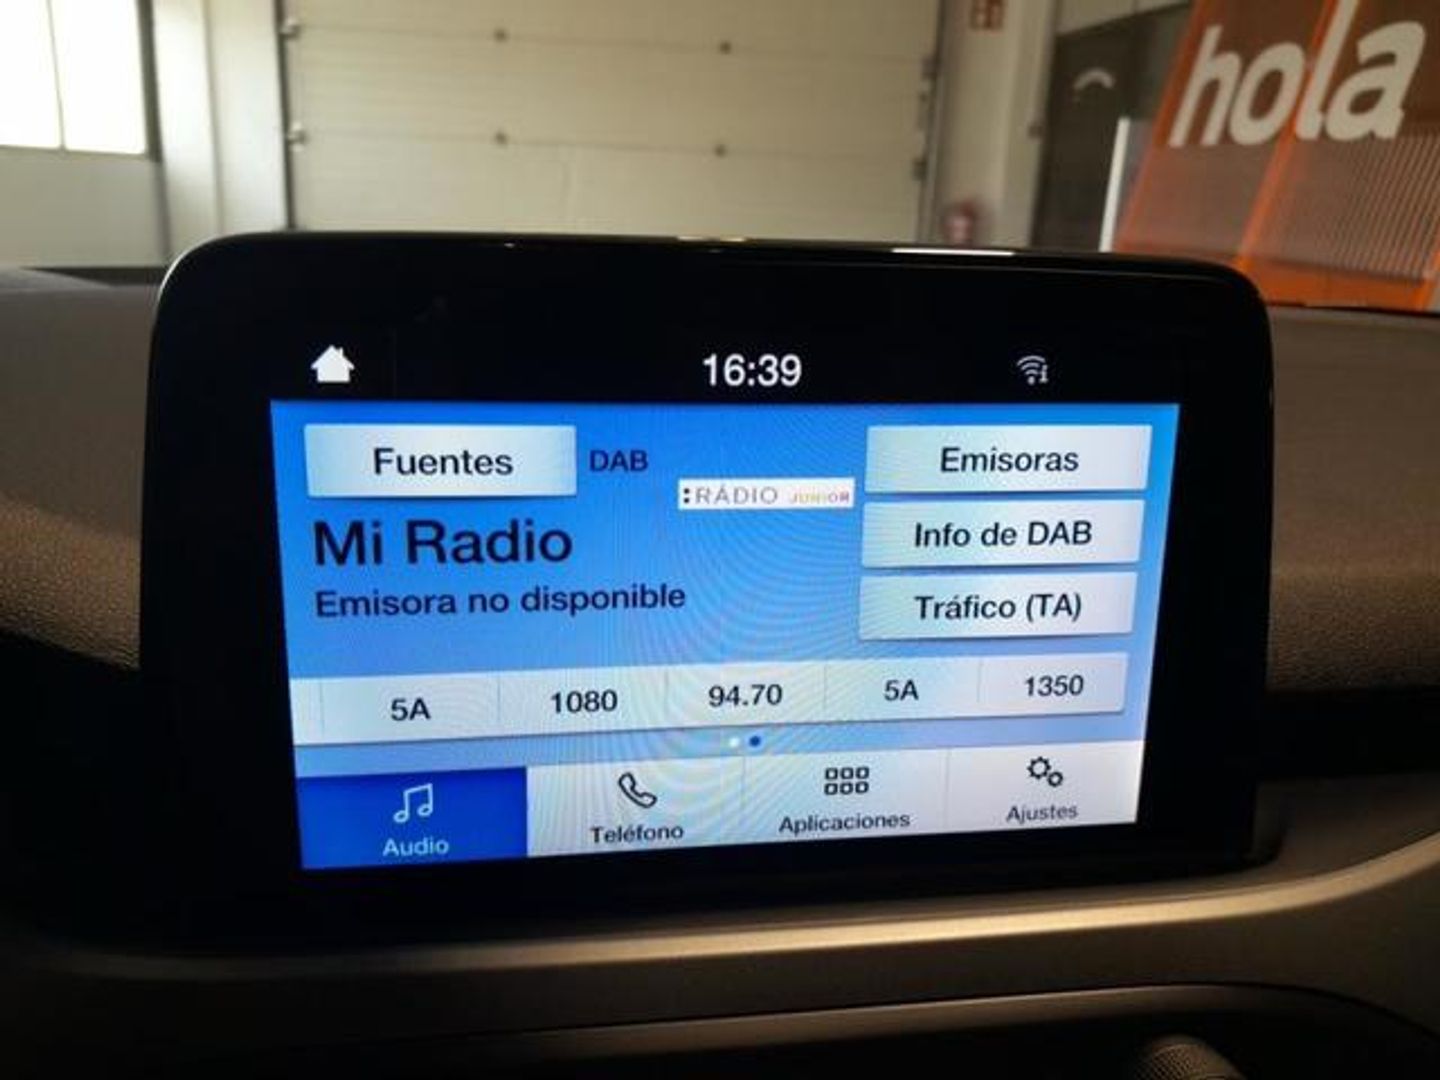 hola
16:39
Fuentes
DAB
Emisoras
:RÁDIO JUNIOR
Mi Radio
Info de DAB
Emisora no disponible
Tráfico (TA)
5A 1080 94.70 5A 1350
Audio
Teléfono
Aplicaciones
Ajustes